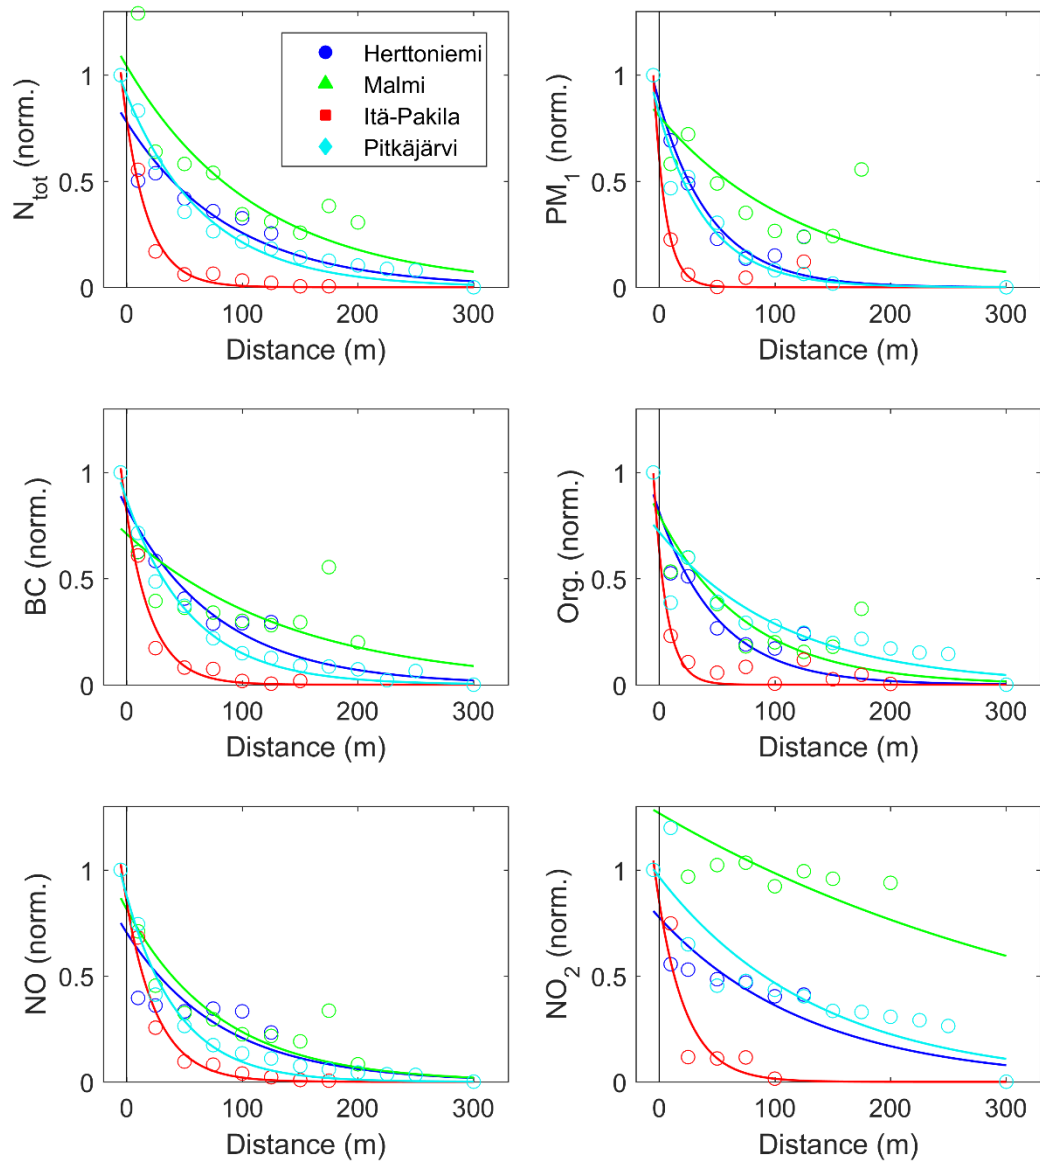 N_tot (norm.)
1
0.5
0
0 100 200 300
Distance (m)
Herttoniemi
Malmi
Itä-Pakila
Pitkäjärvi
PM_1 (norm.)
1
0.5
0
0 100 200 300
Distance (m)
BC (norm.)
1
0.5
0
0 100 200 300
Distance (m)
Org. (norm.)
1
0.5
0
0 100 200 300
Distance (m)
NO (norm.)
1
0.5
0
0 100 200 300
Distance (m)
NO_2 (norm.)
1
0.5
0
0 100 200 300
Distance (m)